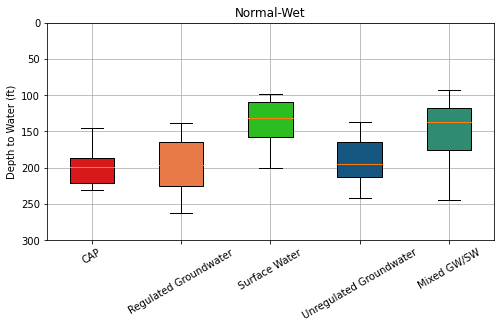 Normal-Wet
Depth to Water (ft)
0
50
100
150
200
250
300
CAP
Regulated Groundwater
Surface Water
Unregulated Groundwater
Mixed GW/SW